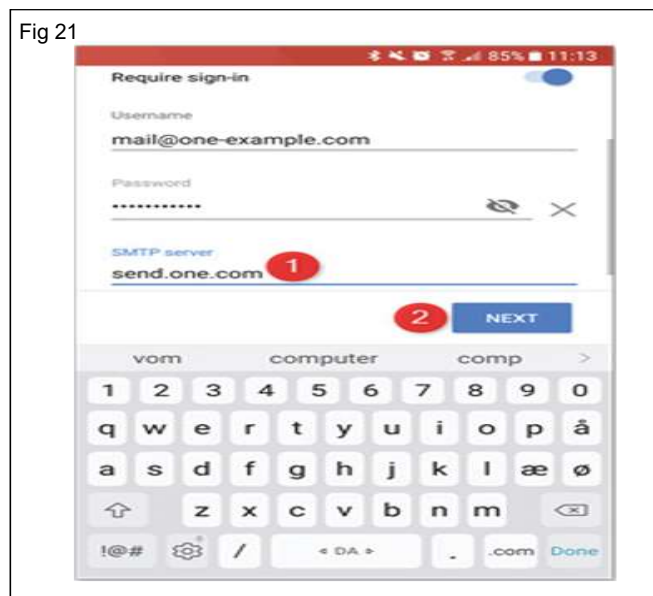 Fig 21
85% 11:13
Require sign-in
Username
mail@one-example.com
Password
•••••••••••
SMTP server
send.one.com 1
2 NEXT
vom computer comp >
1 2 3 4 5 6 7 8 9 0
q w e r t y u i o p å
a s d f g h j k l æ ø
z x c v b n m
!@# / < DA > . .com Done